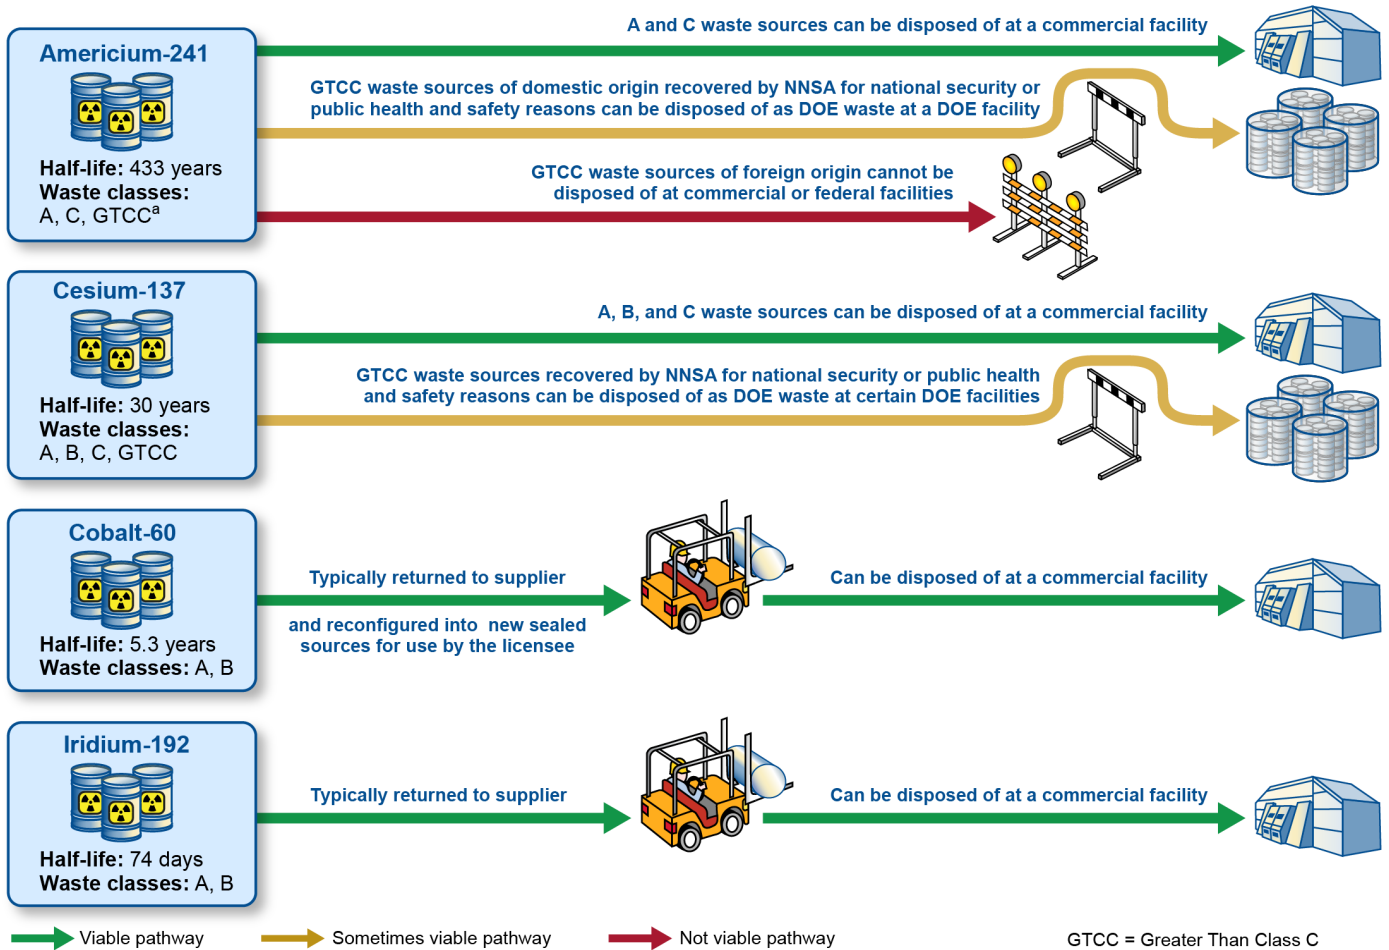 Americium-241
Half-life: 433 years
Waste classes:
A, C, GTCCª
A and C waste sources can be disposed of at a commercial facility
GTCC waste sources of domestic origin recovered by NNSA for national security or
public health and safety reasons can be disposed of as DOE waste at a DOE facility
GTCC waste sources of foreign origin cannot be
disposed of at commercial or federal facilities
Cesium-137
Half-life: 30 years
Waste classes:
A, B, C, GTCC
A, B, and C waste sources can be disposed of at a commercial facility
GTCC waste sources recovered by NNSA for national security or public health
and safety reasons can be disposed of as DOE waste at certain DOE facilities
Cobalt-60
Half-life: 5.3 years
Waste classes: A, B
Typically returned to supplier
and reconfigured into new sealed
sources for use by the licensee
Can be disposed of at a commercial facility
Iridium-192
Half-life: 74 days
Waste classes: A, B
Typically returned to supplier
Can be disposed of at a commercial facility
Viable pathway
Sometimes viable pathway
Not viable pathway
GTCC = Greater Than Class C